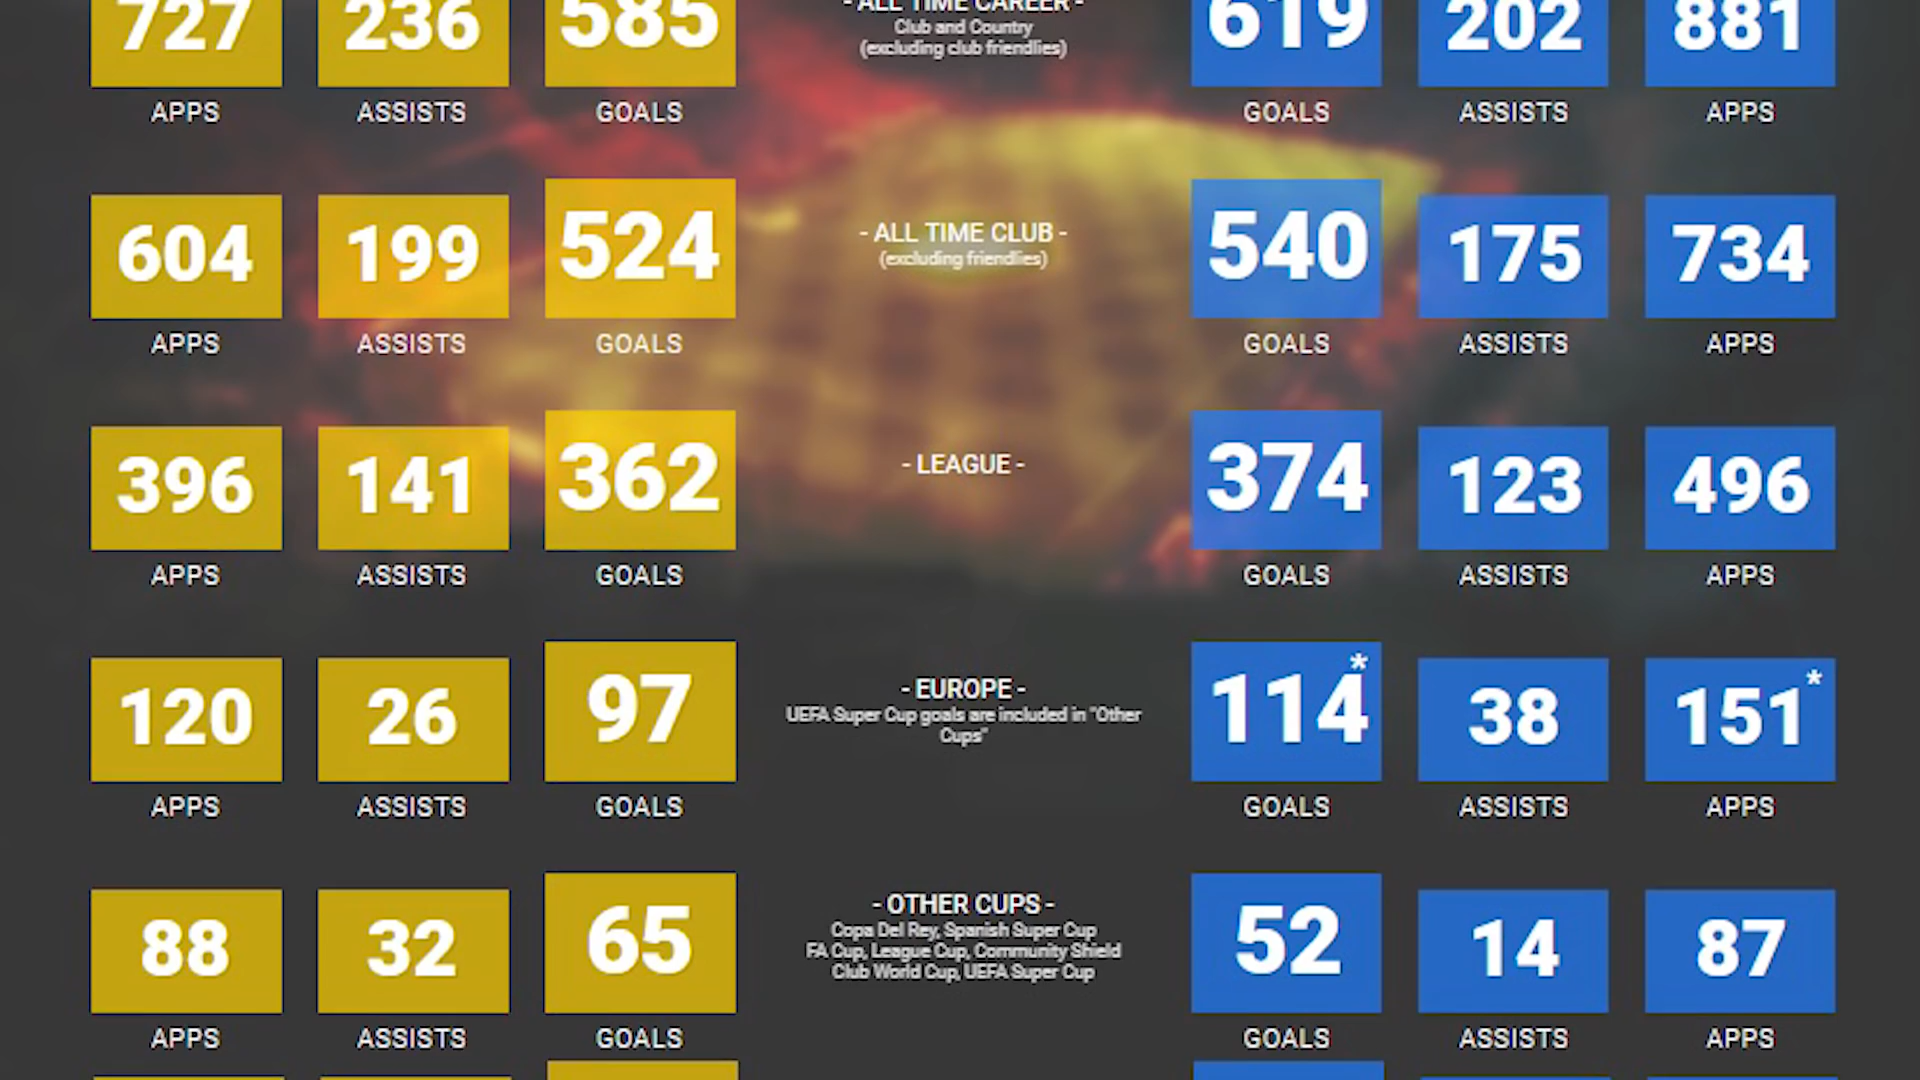 727 236 585 - ALL TIME CAREER - 619 202 881
Club and Country
(excluding club friendlies)
APPS ASSISTS GOALS GOALS ASSISTS APPS
604 199 524 - ALL TIME CLUB - 540 175 734
(excluding friendlies)
APPS ASSISTS GOALS GOALS ASSISTS APPS
396 141 362 - LEAGUE - 374 123 496
APPS ASSISTS GOALS GOALS ASSISTS APPS
120 26 97 - EUROPE - 114* 38 151*
UEFA Super Cup goals are included in "Other
Cups"
APPS ASSISTS GOALS GOALS ASSISTS APPS
88 32 65 - OTHER CUPS - 52 14 87
Copa Del Rey, Spanish Super Cup
FA Cup, League Cup, Community Shield
Club World Cup, UEFA Super Cup
APPS ASSISTS GOALS GOALS ASSISTS APPS